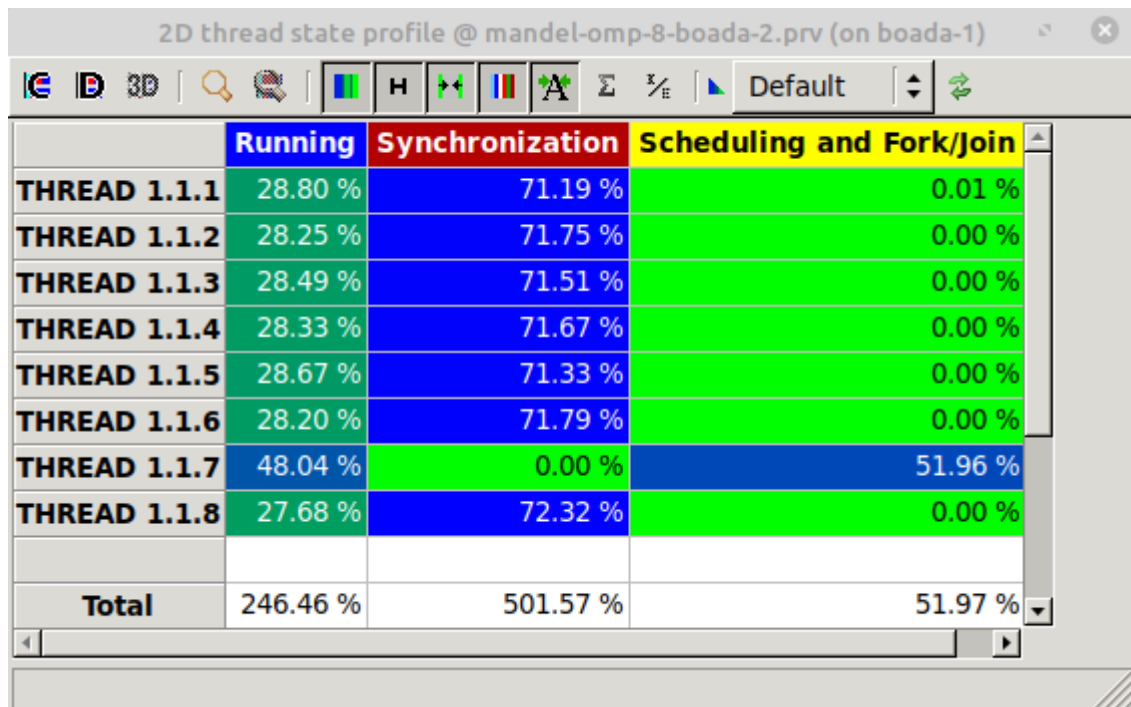 2D thread state profile @ mandel-omp-8-boada-2.prv (on boada-1)
3D Σ Default
Running Synchronization Scheduling and Fork/Join
THREAD 1.1.1 28.80 % 71.19 % 0.01 %
THREAD 1.1.2 28.25 % 71.75 % 0.00 %
THREAD 1.1.3 28.49 % 71.51 % 0.00 %
THREAD 1.1.4 28.33 % 71.67 % 0.00 %
THREAD 1.1.5 28.67 % 71.33 % 0.00 %
THREAD 1.1.6 28.20 % 71.79 % 0.00 %
THREAD 1.1.7 48.04 % 0.00 % 51.96 %
THREAD 1.1.8 27.68 % 72.32 % 0.00 %
Total 246.46 % 501.57 % 51.97 %